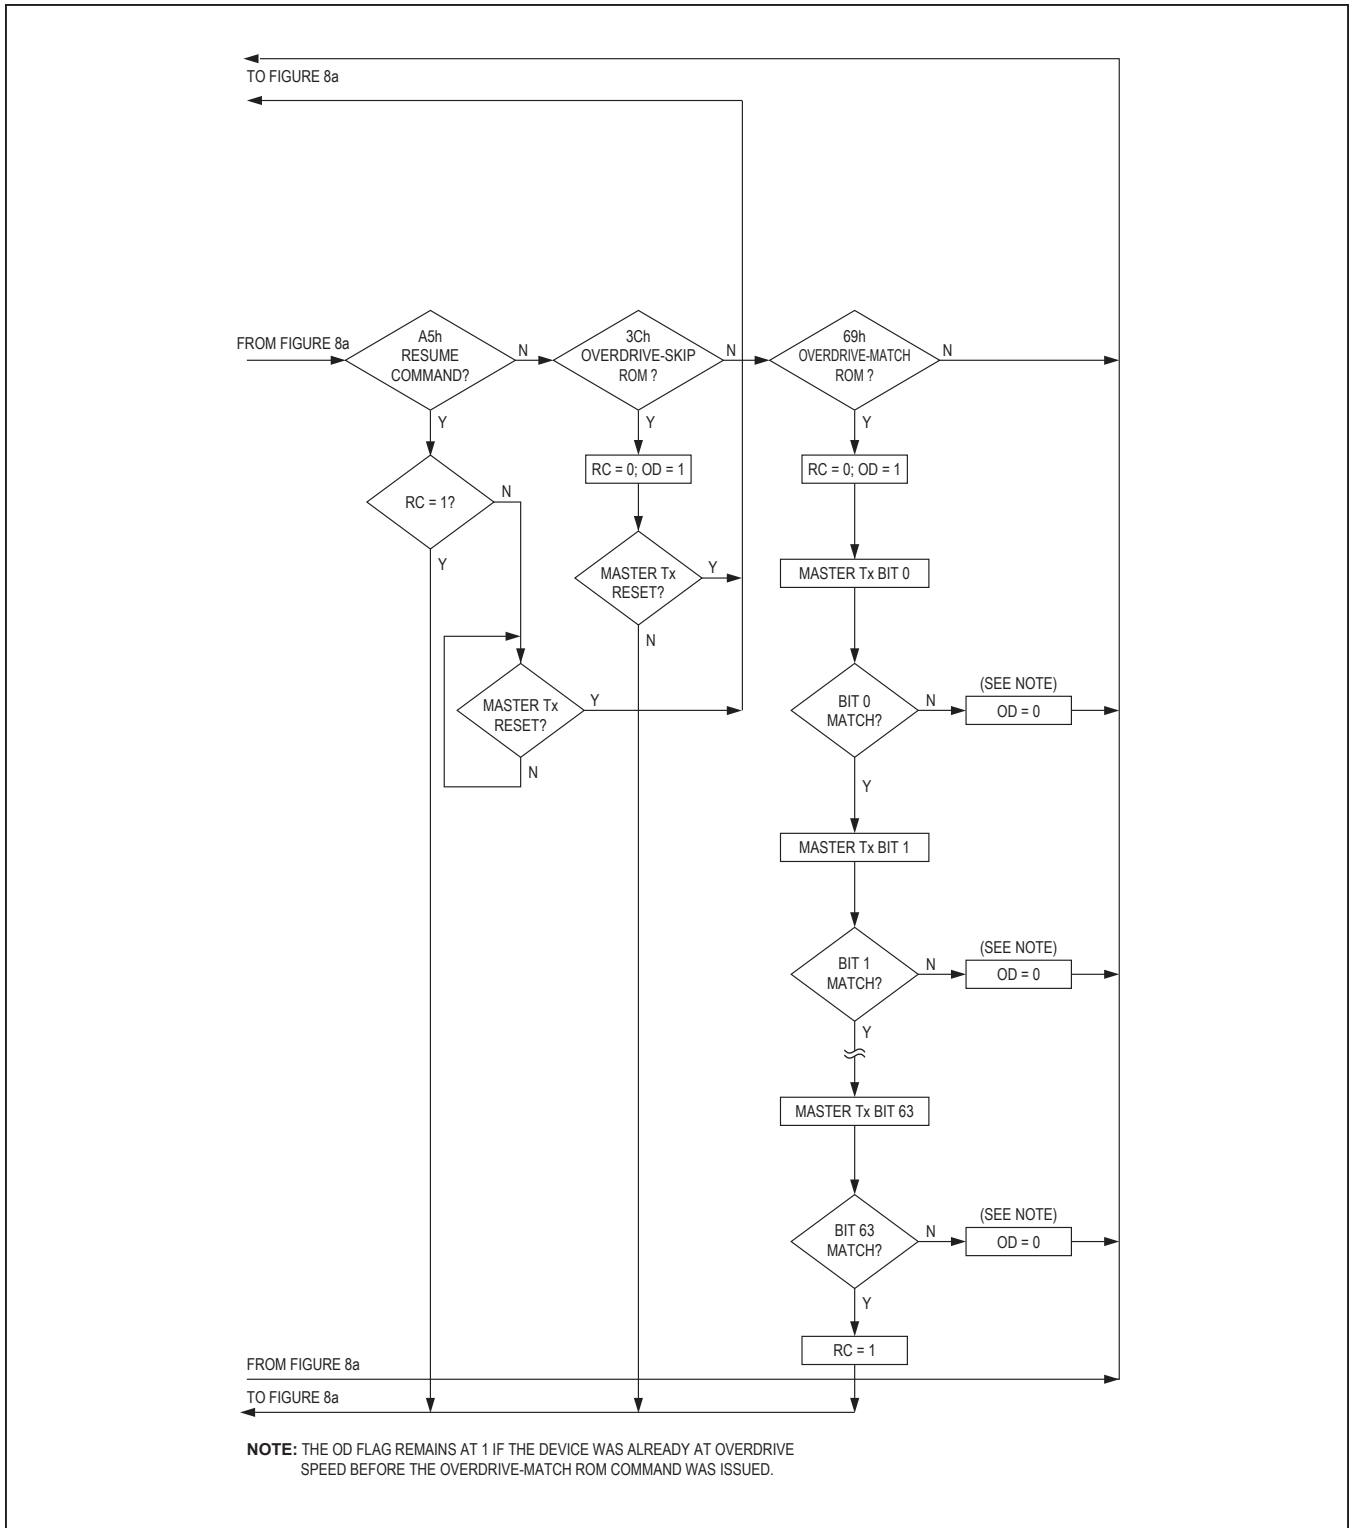 TO FIGURE 8a
FROM FIGURE 8a
A5h
RESUME
COMMAND?
N
Y
3Ch
OVERDRIVE-SKIP
ROM ?
N
Y
69h
OVERDRIVE-MATCH
ROM ?
N
Y
RC = 1?
N
Y
RC = 0; OD = 1
RC = 0; OD = 1
MASTER Tx
RESET?
Y
N
MASTER Tx BIT 0
MASTER Tx
RESET?
Y
N
BIT 0
MATCH?
N
Y
(SEE NOTE)
OD = 0
MASTER Tx BIT 1
BIT 1
MATCH?
N
Y
(SEE NOTE)
OD = 0
MASTER Tx BIT 63
BIT 63
MATCH?
N
Y
(SEE NOTE)
OD = 0
RC = 1
FROM FIGURE 8a
TO FIGURE 8a
NOTE: THE OD FLAG REMAINS AT 1 IF THE DEVICE WAS ALREADY AT OVERDRIVE
SPEED BEFORE THE OVERDRIVE-MATCH ROM COMMAND WAS ISSUED.